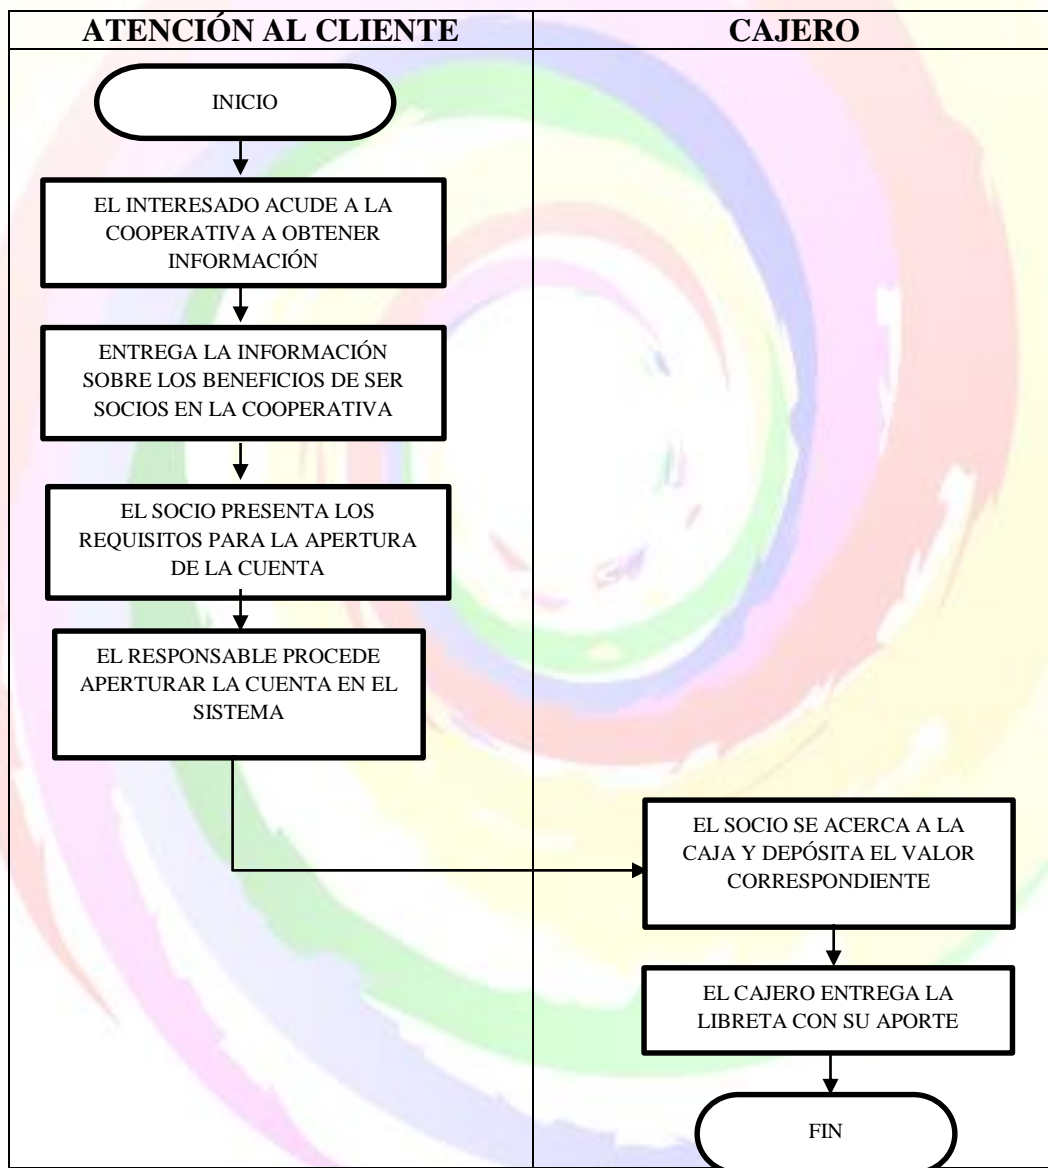 ATENCIÓN AL CLIENTE
CAJERO
INICIO
EL INTERESADO ACUDE A LA
COOPERATIVA A OBTENER
INFORMACIÓN
ENTREGA LA INFORMACIÓN
SOBRE LOS BENEFICIOS DE SER
SOCIOS EN LA COOPERATIVA
EL SOCIO PRESENTA LOS
REQUISITOS PARA LA APERTURA
DE LA CUENTA
EL RESPONSABLE PROCEDE
APERTURAR LA CUENTA EN EL
SISTEMA
EL SOCIO SE ACERCA A LA
CAJA Y DEPÓSITA EL VALOR
CORRESPONDIENTE
EL CAJERO ENTREGA LA
LIBRETA CON SU APORTE
FIN